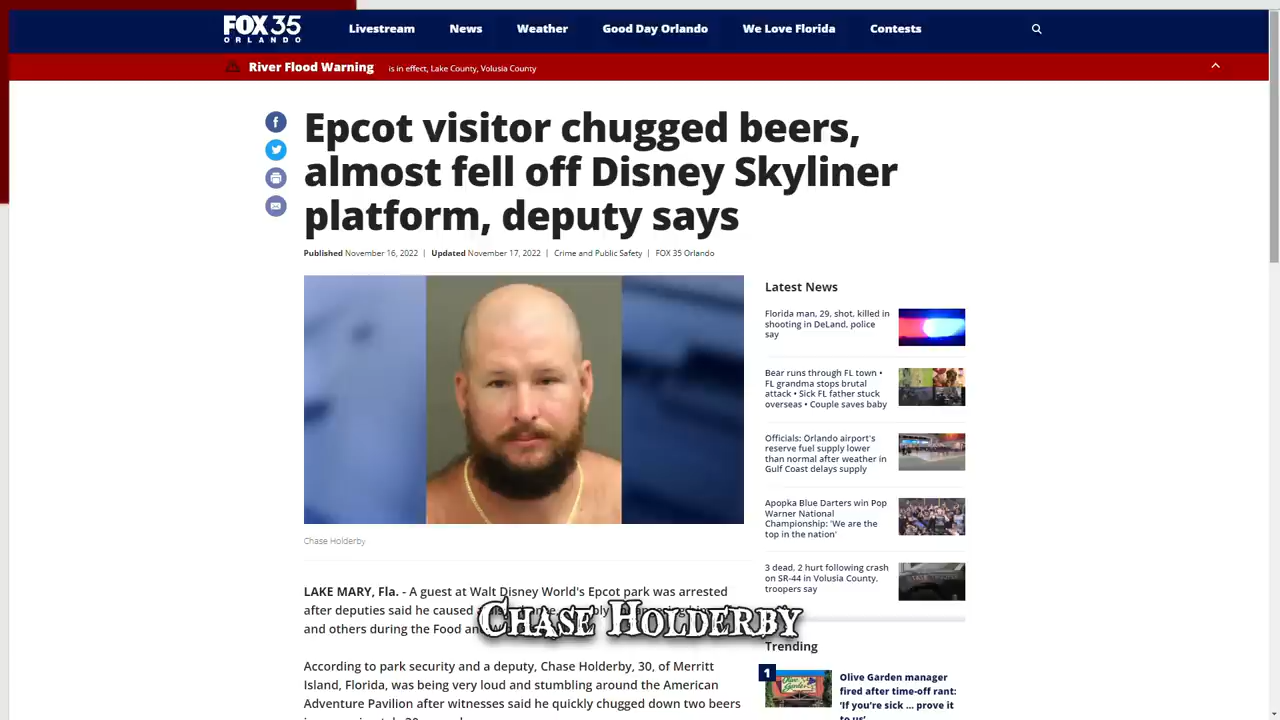 FOX 35
ORLANDO
Livestream News Weather Good Day Orlando We Love Florida Contests
River Flood Warning is in effect, Lake County, Volusia County
Epcot visitor chugged beers,
almost fell off Disney Skyliner
platform, deputy says
Published November 16, 2022 | Updated November 17, 2022 | Crime and Public Safety | FOX 35 Orlando
Chase Holderby
LAKE MARY, Fla. - A guest at Walt Disney World's Epcot park was arrested
after deputies said he caused a
and others during the Food an
Chase Holderby
According to park security and a deputy, Chase Holderby, 30, of Merritt
Island, Florida, was being very loud and stumbling around the American
Adventure Pavilion after witnesses said he quickly chugged down two beers
Latest News
Florida man, 29, shot, killed in
shooting in DeLand, police
say
Bear runs through FL town •
FL grandma stops brutal
attack • Sick FL father stuck
overseas • Couple saves baby
Officials: Orlando airport's
reserve fuel supply lower
than normal after weather in
Gulf Coast delays supply
Apopka Blue Darters win Pop
Warner National
Championship: 'We are the
top in the nation'
3 dead, 2 hurt following crash
on SR-44 in Volusia County,
troopers say
Trending
1
Olive Garden manager
fired after time-off rant:
'If you're sick ... prove it
to us'